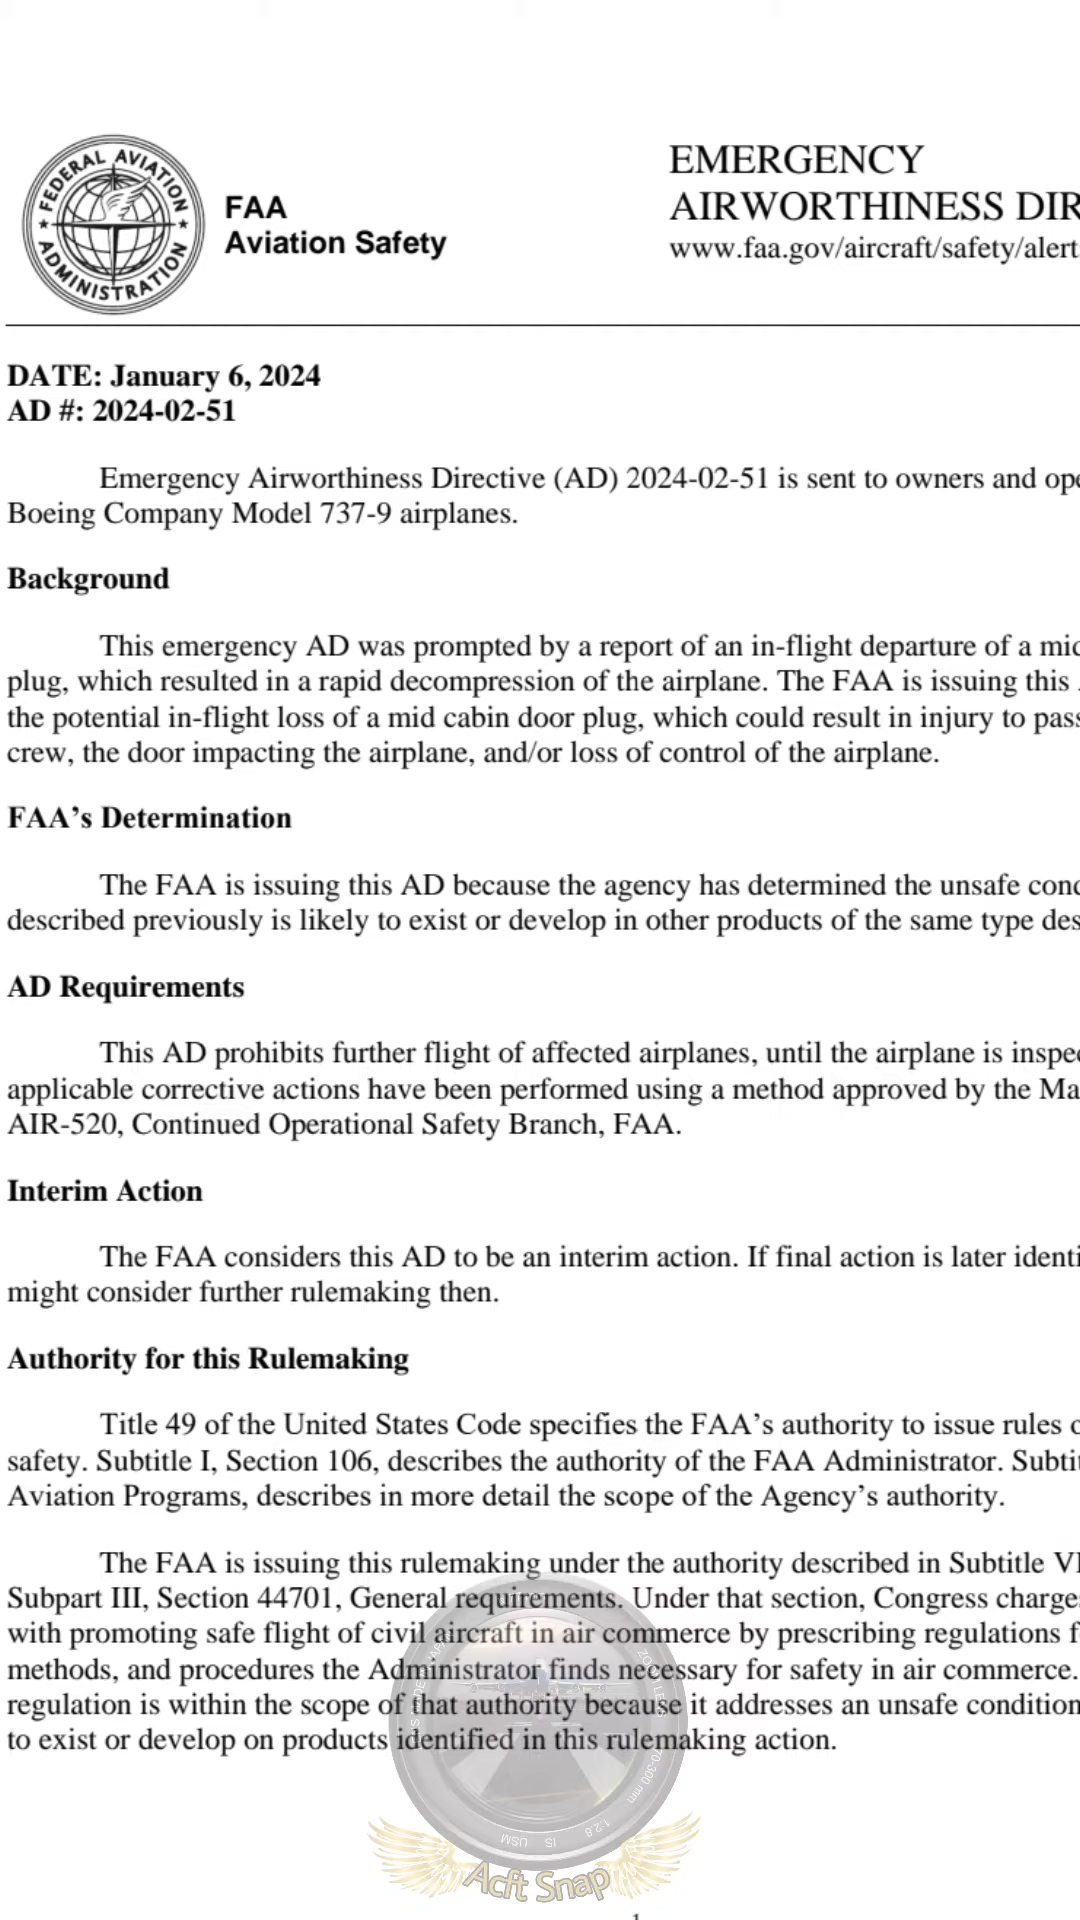 FEDERAL AVIATION
ADMINISTRATION
FAA
Aviation Safety
EMERGENCY
AIRWORTHINESS DIR
www.faa.gov/aircraft/safety/alert
DATE: January 6, 2024
AD #: 2024-02-51
Emergency Airworthiness Directive (AD) 2024-02-51 is sent to owners and ope
Boeing Company Model 737-9 airplanes.
Background
This emergency AD was prompted by a report of an in-flight departure of a mid
plug, which resulted in a rapid decompression of the airplane. The FAA is issuing this
the potential in-flight loss of a mid cabin door plug, which could result in injury to pass
crew, the door impacting the airplane, and/or loss of control of the airplane.
FAA’s Determination
The FAA is issuing this AD because the agency has determined the unsafe cond
described previously is likely to exist or develop in other products of the same type des
AD Requirements
This AD prohibits further flight of affected airplanes, until the airplane is inspec
applicable corrective actions have been performed using a method approved by the Ma
AIR-520, Continued Operational Safety Branch, FAA.
Interim Action
The FAA considers this AD to be an interim action. If final action is later identi
might consider further rulemaking then.
Authority for this Rulemaking
Title 49 of the United States Code specifies the FAA’s authority to issue rules o
safety. Subtitle I, Section 106, describes the authority of the FAA Administrator. Subtit
Aviation Programs, describes in more detail the scope of the Agency’s authority.
The FAA is issuing this rulemaking under the authority described in Subtitle VI
Subpart III, Section 44701, General requirements. Under that section, Congress charge
with promoting safe flight of civil aircraft in air commerce by prescribing regulations f
methods, and procedures the Administrator finds necessary for safety in air commerce.
regulation is within the scope of that authority because it addresses an unsafe condition
to exist or develop on products identified in this rulemaking action.
70-300 mm
1:2.8
IS
USM
Acft Snap